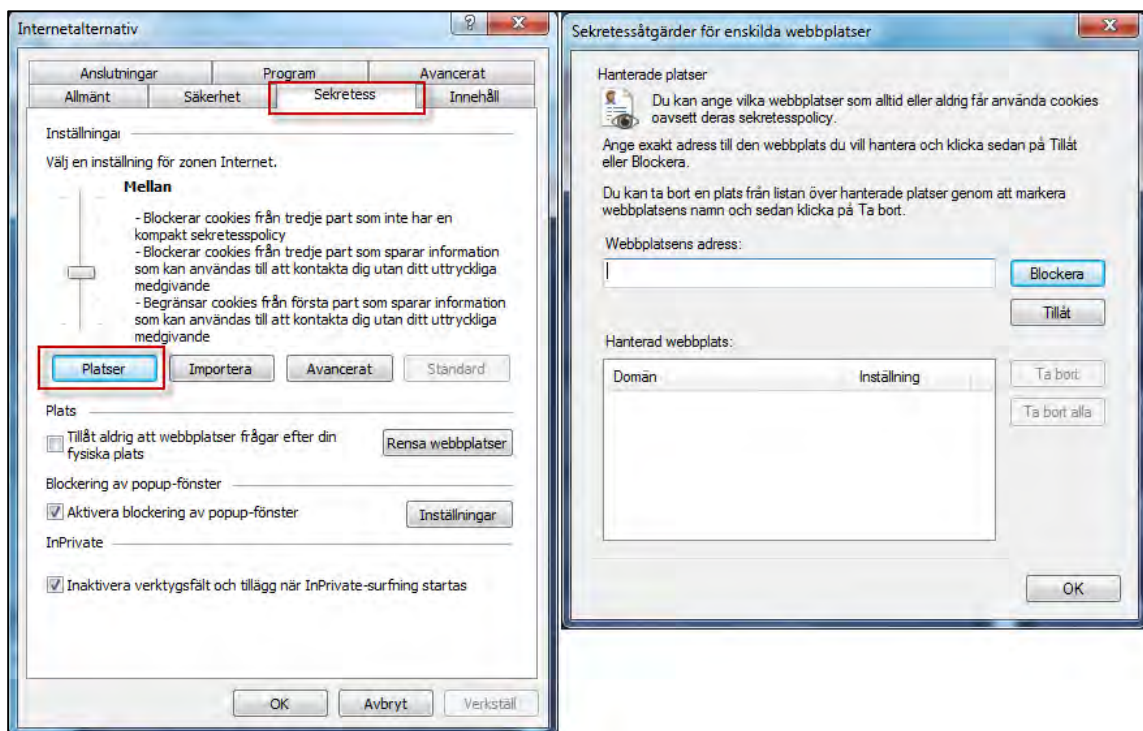 Internetalternativ
Anslutningar Program Avancerat
Allmänt Säkerhet Sekretess Innehåll
Inställningar
Välj en inställning för zonen Internet.
Mellan
- Blockerar cookies från tredje part som inte har en
kompakt sekretesspolicy
- Blockerar cookies från tredje part som sparar information
som kan användas till att kontakta dig utan ditt uttryckliga
medgivande
- Begränsar cookies från första part som sparar information
som kan användas till att kontakta dig utan ditt uttryckliga
medgivande
Platser Importera Avancerat Standard
Plats
Tillåt aldrig att webbplatser frågar efter din
fysiska plats
Rensa webbplatser
Blockering av popup-fönster
Aktivera blockering av popup-fönster
Inställningar
InPrivate
Inaktivera verktygsfält och tillägg när InPrivate-surfning startas
OK Avbryt Verkställ
Sekretessåtgärder för enskilda webbplatser
Hanterade platser
Du kan ange vilka webbplatser som alltid eller aldrig får använda cookies
oavsett deras sekretesspolicy.
Ange exakt adress till den webbplats du vill hantera och klicka sedan på Tillåt
eller Blockera.
Du kan ta bort en plats från listan över hanterade platser genom att markera
webbplatsens namn och sedan klicka på Ta bort.
Webbplatsens adress:
Blockera
Tillåt
Hanterad webbplats:
Domän Inställning
Ta bort
Ta bort alla
OK